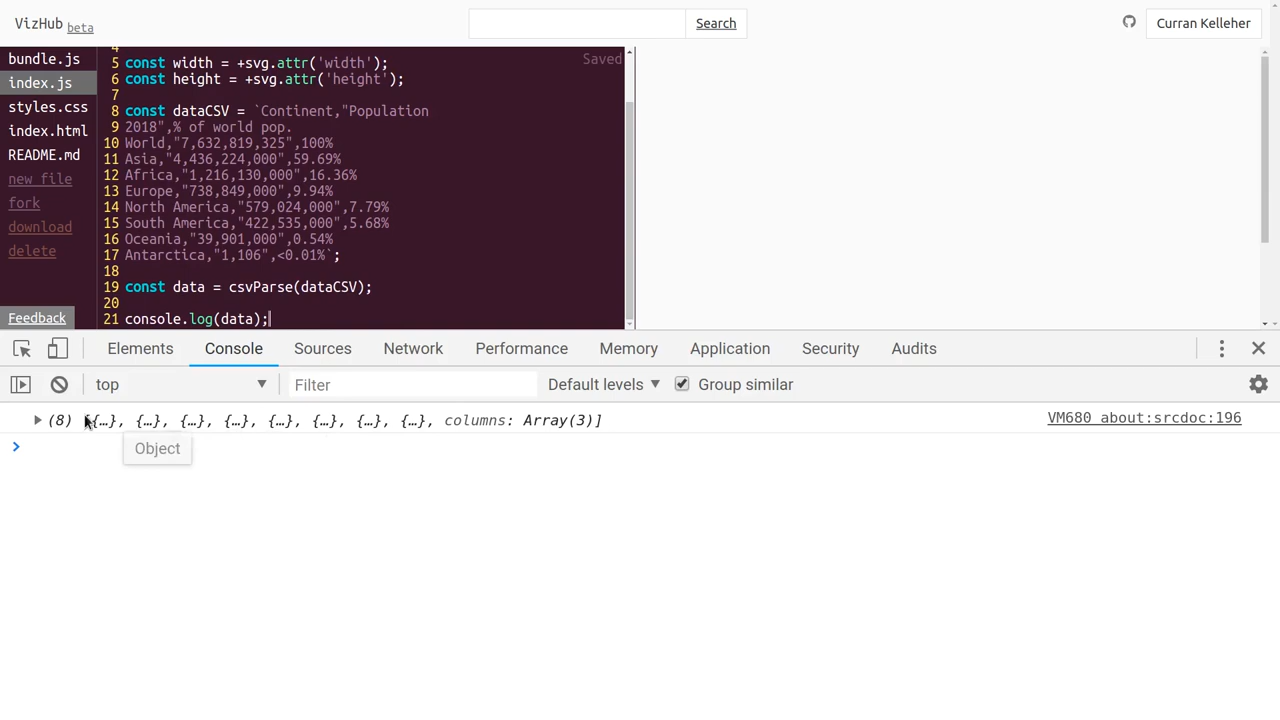 VizHub beta
Search
Curran Kelleher
bundle.js
index.js
styles.css
index.html
README.md
new file
fork
download
delete
Feedback
Saved
4
5 const width = +svg.attr('width');
6 const height = +svg.attr('height');
7
8 const dataCSV = `Continent,"Population
9 2018",% of world pop.
10 World,"7,632,819,325",100%
11 Asia,"4,436,224,000",59.69%
12 Africa,"1,216,130,000",16.36%
13 Europe,"738,849,000",9.94%
14 North America,"579,024,000",7.79%
15 South America,"422,535,000",5.68%
16 Oceania,"39,901,000",0.54%
17 Antarctica,"1,106",<0.01%`;
18
19 const data = csvParse(dataCSV);
20
21 console.log(data);
Elements Console Sources Network Performance Memory Application Security Audits
top Filter Default levels Group similar
(8) [{…}, {…}, {…}, {…}, {…}, {…}, {…}, {…}, columns: Array(3)] VM680 about:srcdoc:196
>
Object